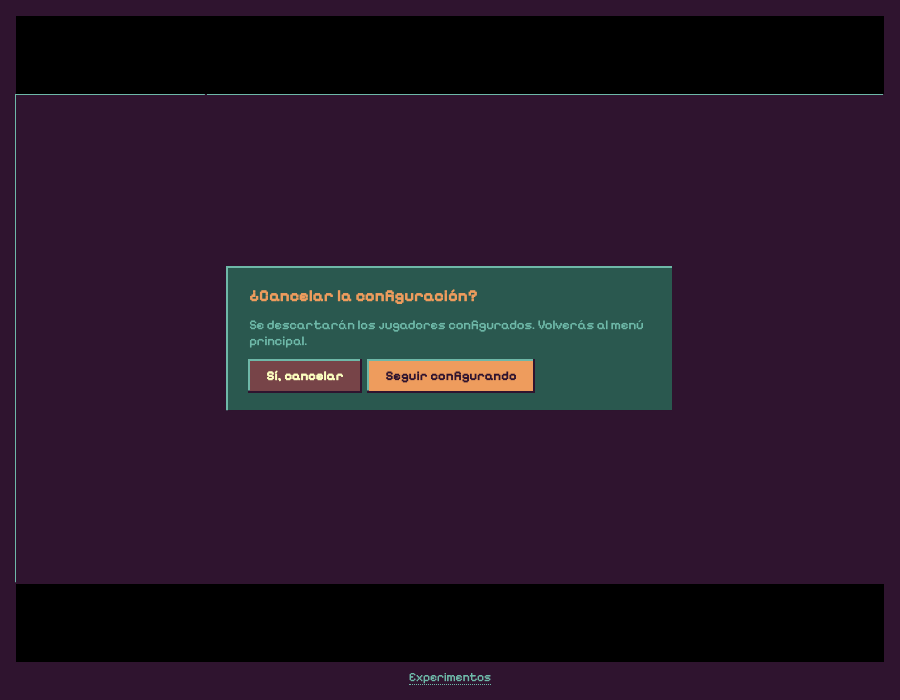 ¿Cancelar la configuración?
Se descartarán los jugadores configurados. Volverás al menú
principal.
Sí, cancelar
Seguir configurando
Experimentos